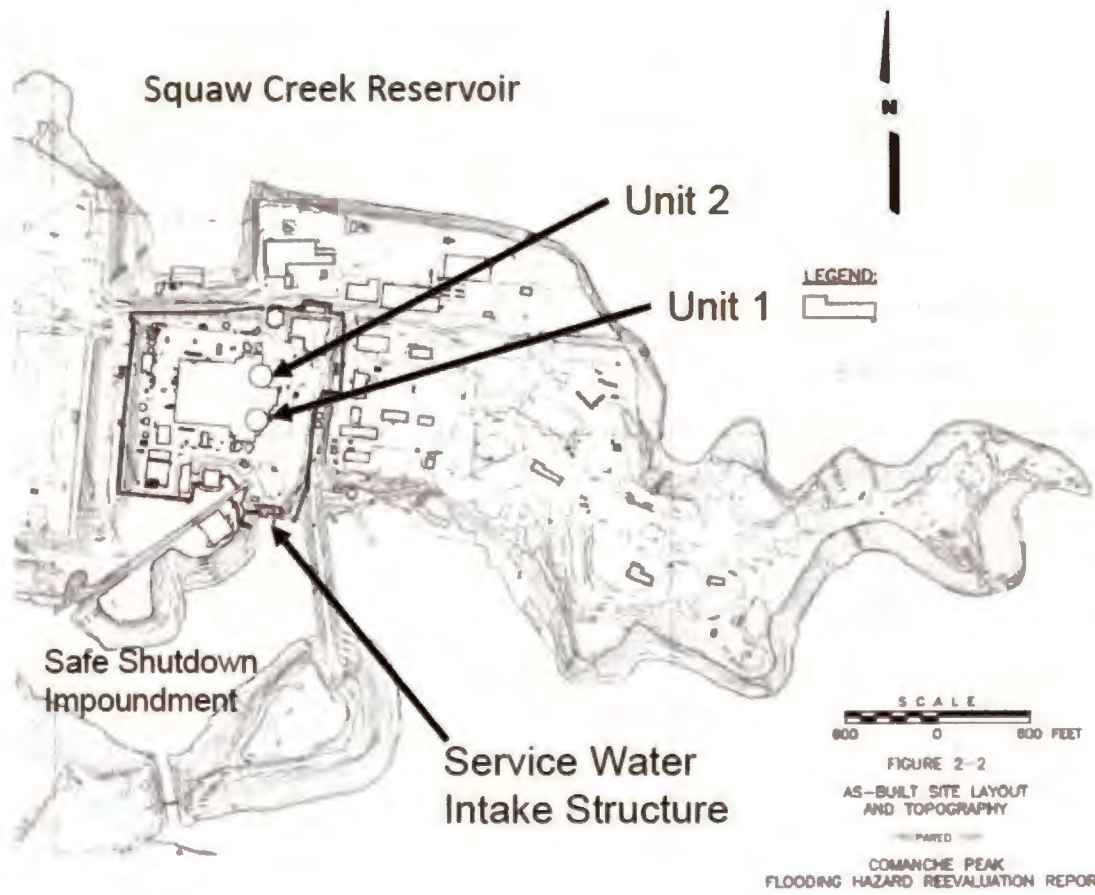 Squaw Creek Reservoir
N
Unit 2
LEGEND:
Unit 1
Safe Shutdown
Impoundment
Service Water
Intake Structure
SCALE
600 0 600 FEET
FIGURE 2-2
AS-BUILT SITE LAYOUT
AND TOPOGRAPHY
PARED
COMANCHE PEAK
FLOODING HAZARD REEVALUATION REPOR